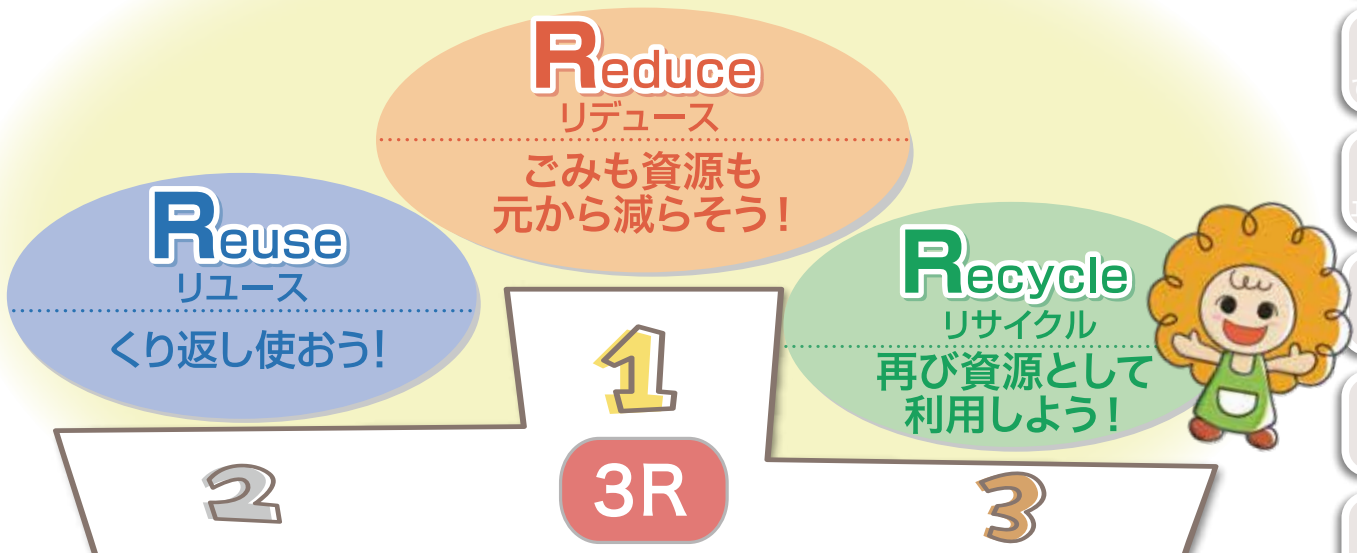 Reduce
リデュース
ごみも資源も
元から減らそう!
Reuse
リユース
くり返し使おう!
Recycle
リサイクル
再び資源として
利用しよう!
1
2
3R
3